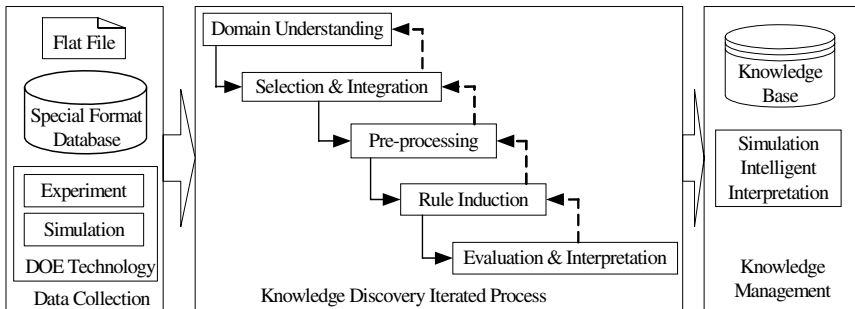 Flat File
Special Format
Database
Experiment
Simulation
DOE Technology
Data Collection
Domain Understanding
Selection & Integration
Pre-processing
Rule Induction
Evaluation & Interpretation
Knowledge Discovery Iterated Process
Knowledge
Base
Simulation
Intelligent
Interpretation
Knowledge
Management